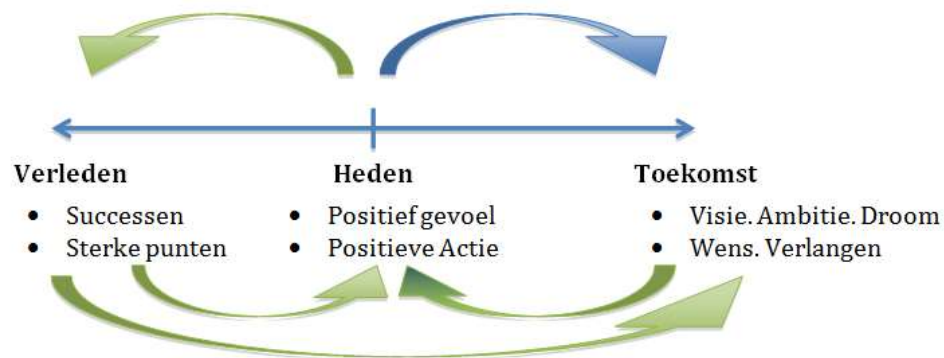 Verleden
• Successen
• Sterke punten
Heden
• Positief gevoel
• Positieve Actie
Toekomst
• Visie. Ambitie. Droom
• Wens. Verlangen